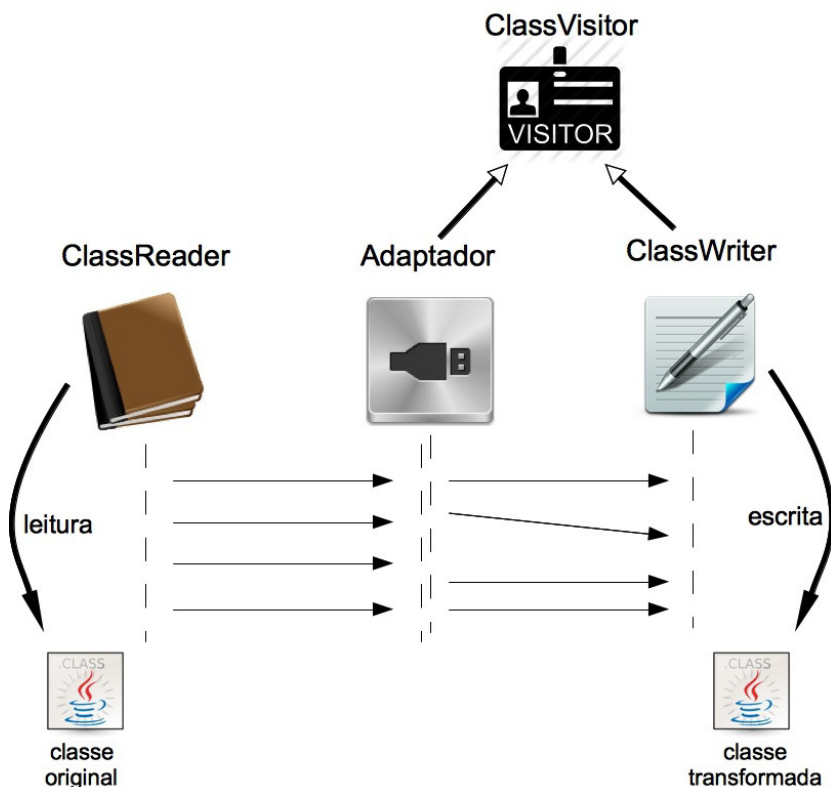 ClassVisitor
VISITOR
ClassReader
Adaptador
ClassWriter
leitura
escrita
.CLASS
.CLASS
classe
original
classe
transformada